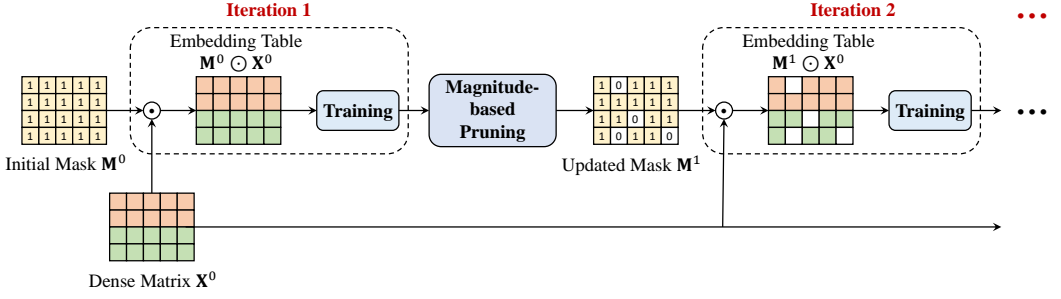 Iteration 1
Iteration 2
Embedding Table
M⁰ ⊙ X⁰
Embedding Table
M¹ ⊙ X⁰
1 1 1 1 1
1 1 1 1 1
1 1 1 1 1
1 1 1 1 1
Training
Magnitude-
based
Pruning
1 0 1 1 1
1 1 1 1 1
1 1 0 1 1
1 0 1 1 0
Training
Initial Mask M⁰
Updated Mask M¹
Dense Matrix X⁰